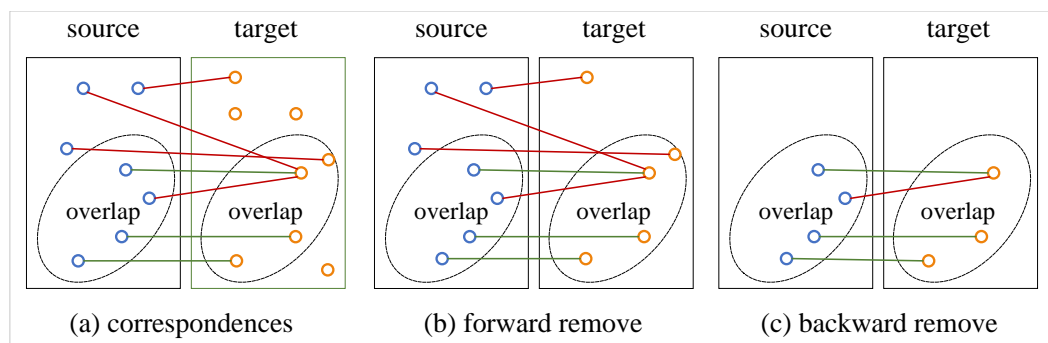 source target source target source target
overlap overlap overlap overlap overlap overlap
(a) correspondences (b) forward remove (c) backward remove